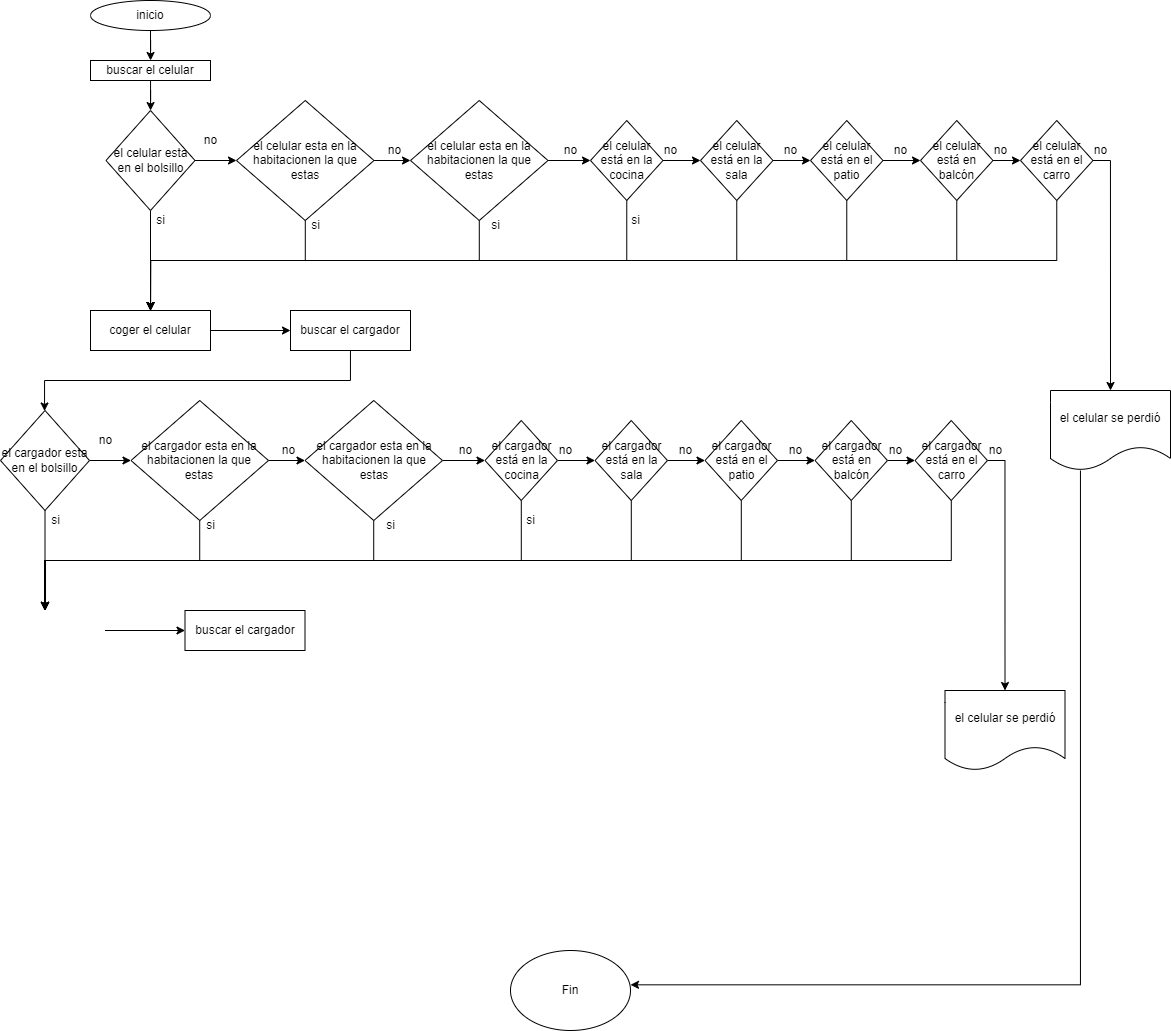 inicio
buscar el celular
el celular esta
en el bolsillo
no
el celular esta en la
habitacionen la que
estas
no
el celular esta en la
habitacionen la que
estas
no
el celular
está en la
cocina
no
el celular
está en la
sala
no
el celular
está en el
patio
no
el celular
está en
balcón
no
el celular
está en el
carro
no
si
si
si
si
coger el celular
buscar el cargador
el celular se perdió
el cargador esta
en el bolsillo
no
el cargador esta en la
habitacionen la que
estas
no
el cargador esta en la
habitacionen la que
estas
no
el cargador
está en la
cocina
no
el cargador
está en la
sala
no
el cargador
está en el
patio
no
el cargador
está en
balcón
no
el cargador
está en el
carro
no
si
si
si
si
buscar el cargador
el celular se perdió
Fin